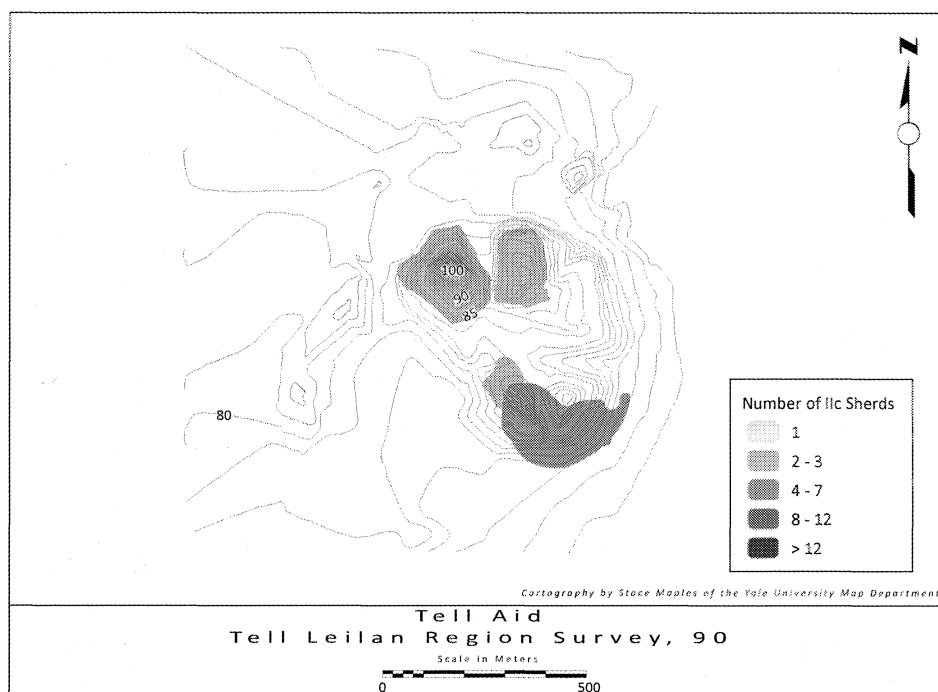 N
100
90
85
80
Number of IIc Sherds
1
2 - 3
4 - 7
8 - 12
> 12
Cartography by Stace Maples of the Yale University Map Department
Tell Aid
Tell Leilan Region Survey, 90
Scale in Meters
0 500